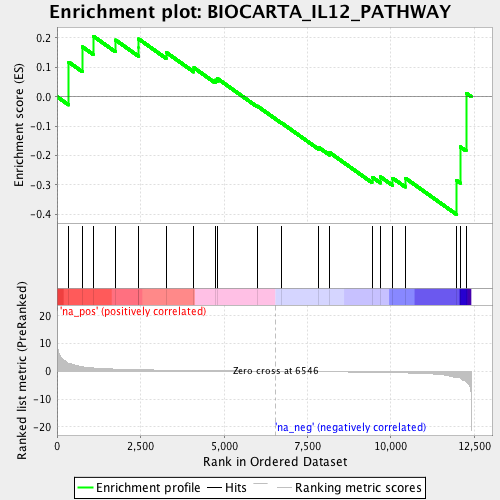 Enrichment plot: BIOCARTA_IL12_PATHWAY
Enrichment score (ES)
0.2
0.1
0.0
-0.1
-0.2
-0.3
-0.4
'na_pos' (positively correlated)
Ranked list metric (PreRanked)
20
10
0
-10
-20
Zero cross at 6546
'na_neg' (negatively correlated)
0 2,500 5,000 7,500 10,000 12,500
Rank in Ordered Dataset
Enrichment profile Hits Ranking metric scores